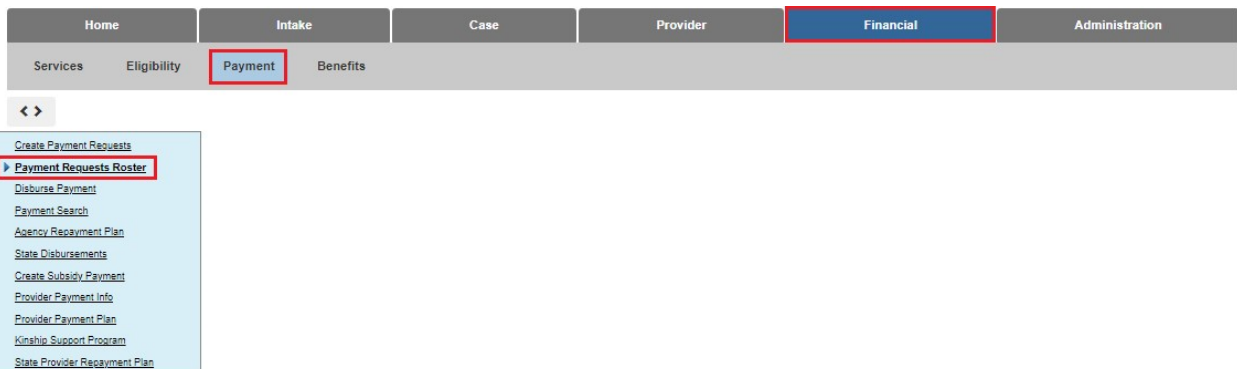 Home Intake Case Provider Financial Administration
Services Eligibility Payment Benefits
Create Payment Requests
Payment Requests Roster
Disburse Payment
Payment Search
Agency Repayment Plan
State Disbursements
Create Subsidy Payment
Provider Payment Info
Provider Payment Plan
Kinship Support Program
State Provider Repayment Plan